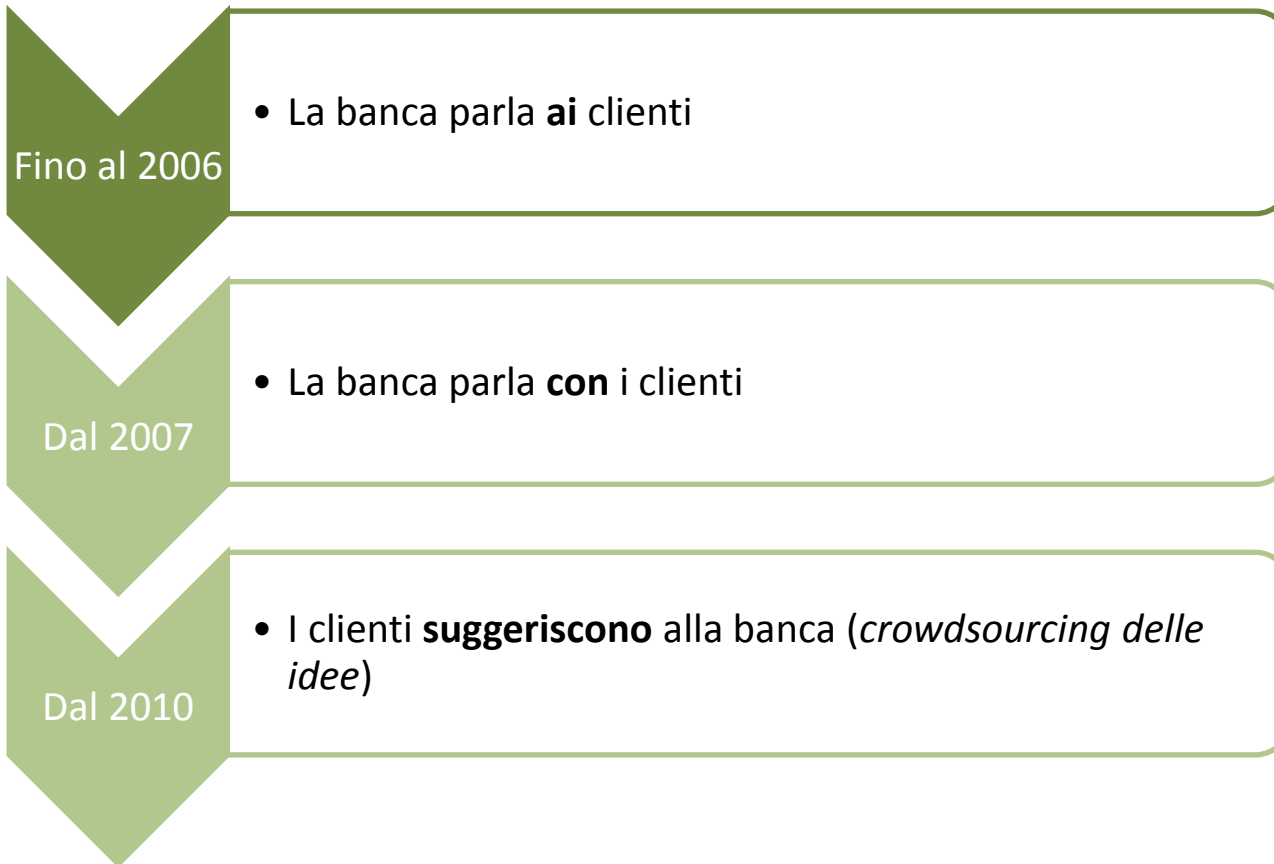 Fino al 2006
• La banca parla ai clienti
Dal 2007
• La banca parla con i clienti
Dal 2010
• I clienti suggeriscono alla banca (crowdsourcing delle
idee)